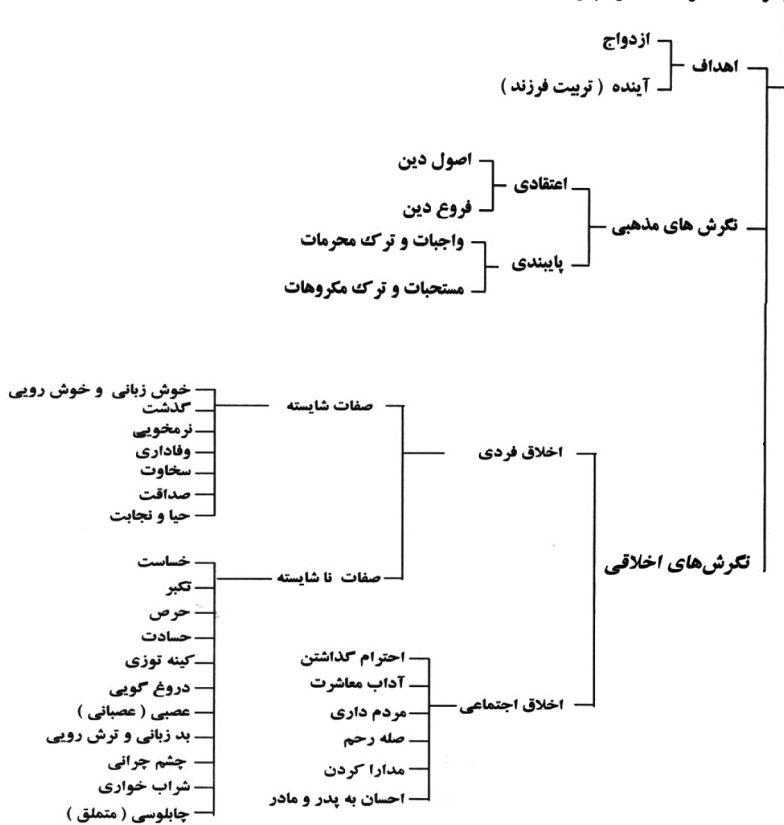 اهداف
ازدواج
آینده ( تربیت فرزند )
نگرش های مذهبی
اعتقادی
اصول دین
فروع دین
پایبندی
واجبات و ترک محرمات
مستحبات و ترک مکروهات
نگرش‌های اخلاقی
اخلاق فردی
صفات شایسته
خوش زبانی و خوش رویی
گذشت
نرمخویی
وفاداری
سخاوت
صداقت
حیا و نجابت
صفات نا شایسته
خساست
تکبر
حرص
حسادت
کینه توزی
دروغ گویی
عصبی ( عصبانی )
بد زبانی و ترش رویی
چشم چرانی
شراب خواری
چابلوسی ( متملق )
اخلاق اجتماعی
احترام گذاشتن
آداب معاشرت
مردم داری
صله رحم
مدارا کردن
احسان به پدر و مادر